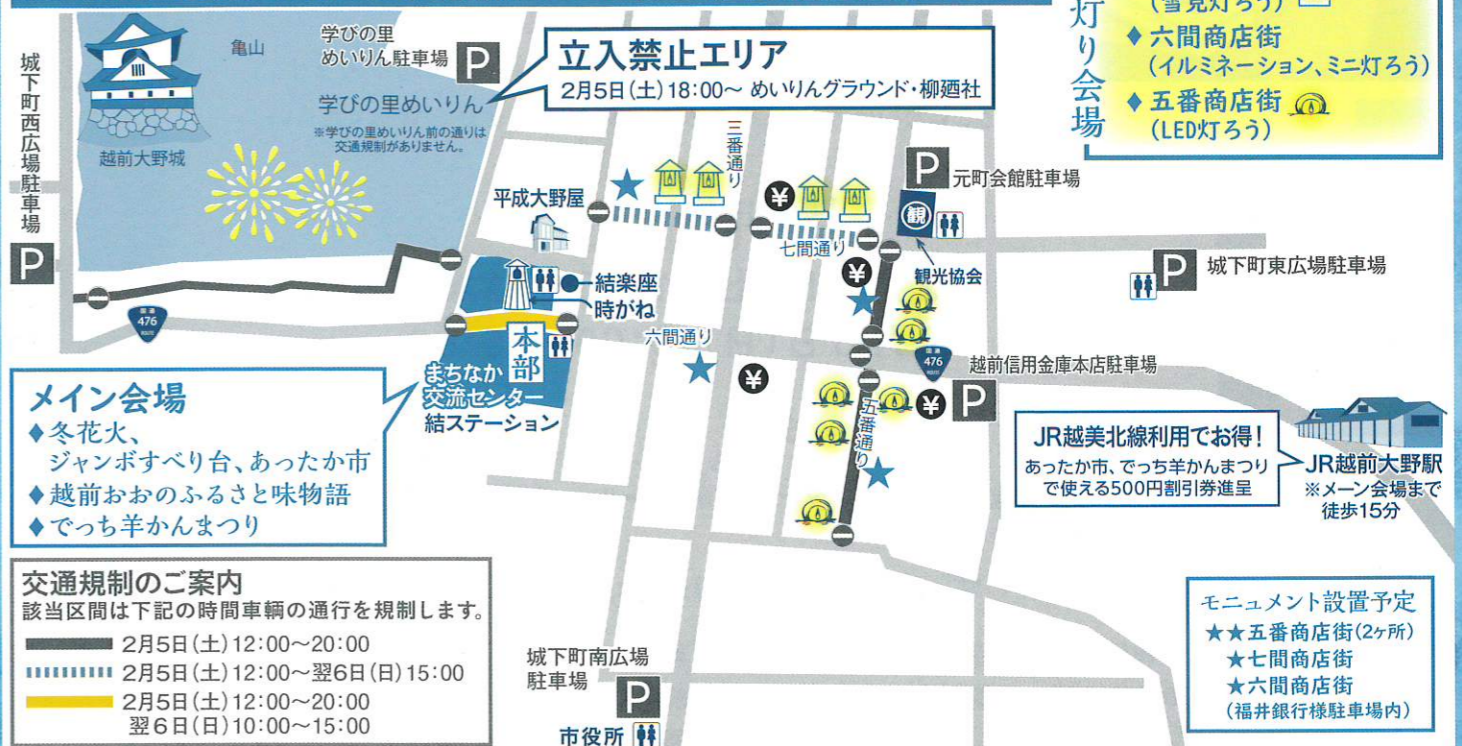 灯り会場
(雪見灯ろう)
◆六間商店街
(イルミネーション、ミニ灯ろう)
◆五番商店街
(LED灯ろう)
立入禁止エリア
2月5日(土)18:00~ めいりんグラウンド・柳廼社
亀山
学びの里
めいりん駐車場
P
学びの里めいりん
※学びの里めいりん前の通りは
交通規制がありません。
城下町西広場駐車場
P
越前大野城
三番通り
平成大野屋
七間通り
¥
¥
P
元町会館駐車場
観
観光協会
P
城下町東広場駐車場
結楽座
時がね
国道
476
ROUTE
本部
まちなか
交流センター
結ステーション
六間通り
¥
国道
476
ROUTE
越前信用金庫本店駐車場
¥
P
五番通り
メイン会場
◆冬花火、
ジャンボすべり台、あったか市
◆越前おおのふるさと味物語
◆でっち羊かんまつり
JR越美北線利用でお得!
あったか市、でっち羊かんまつり
で使える500円割引券進呈
JR越前大野駅
※メーン会場まで
徒歩15分
交通規制のご案内
該当区間は下記の時間車輌の通行を規制します。
2月5日(土)12:00~20:00
2月5日(土)12:00~翌6日(日)15:00
2月5日(土)12:00~20:00
翌6日(日)10:00~15:00
城下町南広場
駐車場
P
市役所
モニュメント設置予定
★★五番商店街(2ケ所)
★七間商店街
★六間商店街
(福井銀行様駐車場内)